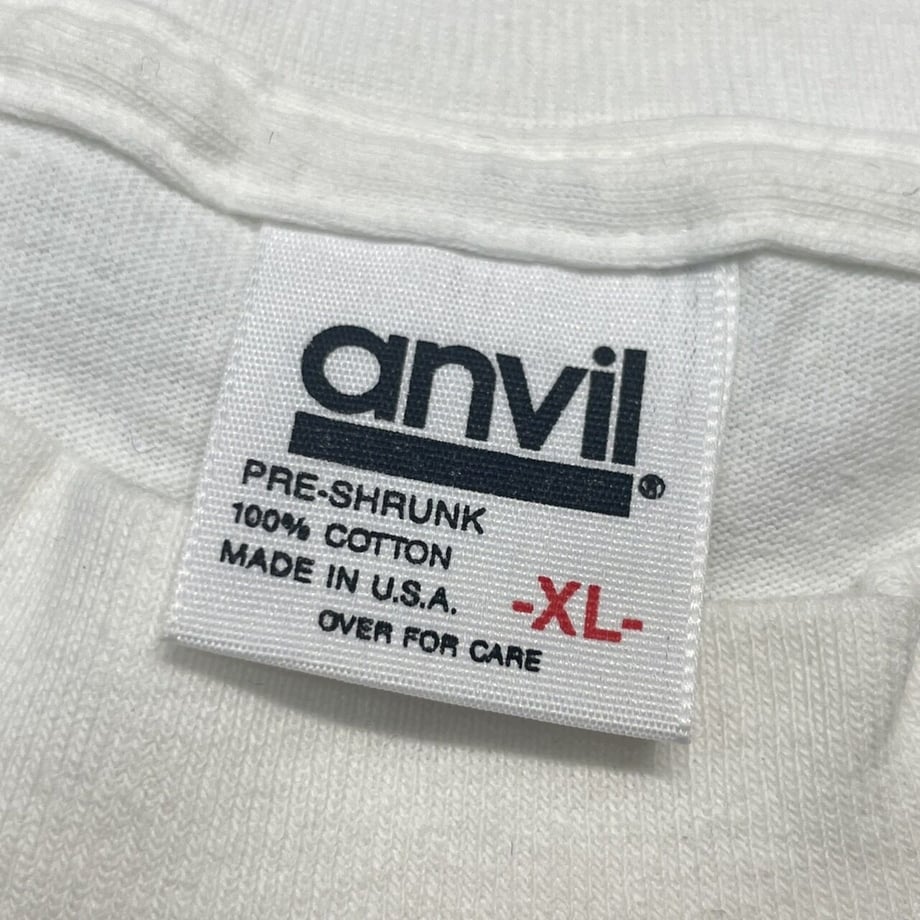 anvil®
PRE-SHRUNK
100% COTTON
MADE IN U.S.A.
-XL-
OVER FOR CARE